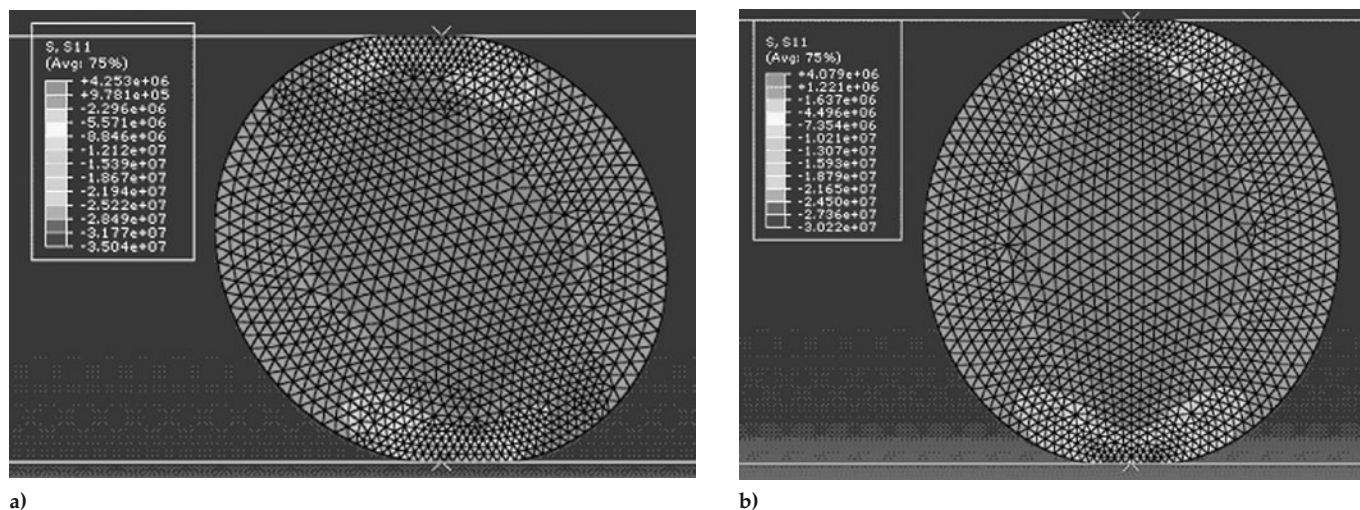 S, S11
(Avg: 75%)
+4.253e+06
+9.781e+05
-2.296e+06
-5.571e+06
-8.846e+06
-1.212e+07
-1.539e+07
-1.867e+07
-2.194e+07
-2.522e+07
-2.849e+07
-3.177e+07
-3.504e+07
a)
S, S11
(Avg: 75%)
+4.079e+06
+1.221e+06
-1.637e+06
-4.496e+06
-7.354e+06
-1.021e+07
-1.307e+07
-1.593e+07
-1.879e+07
-2.165e+07
-2.450e+07
-2.736e+07
-3.022e+07
b)